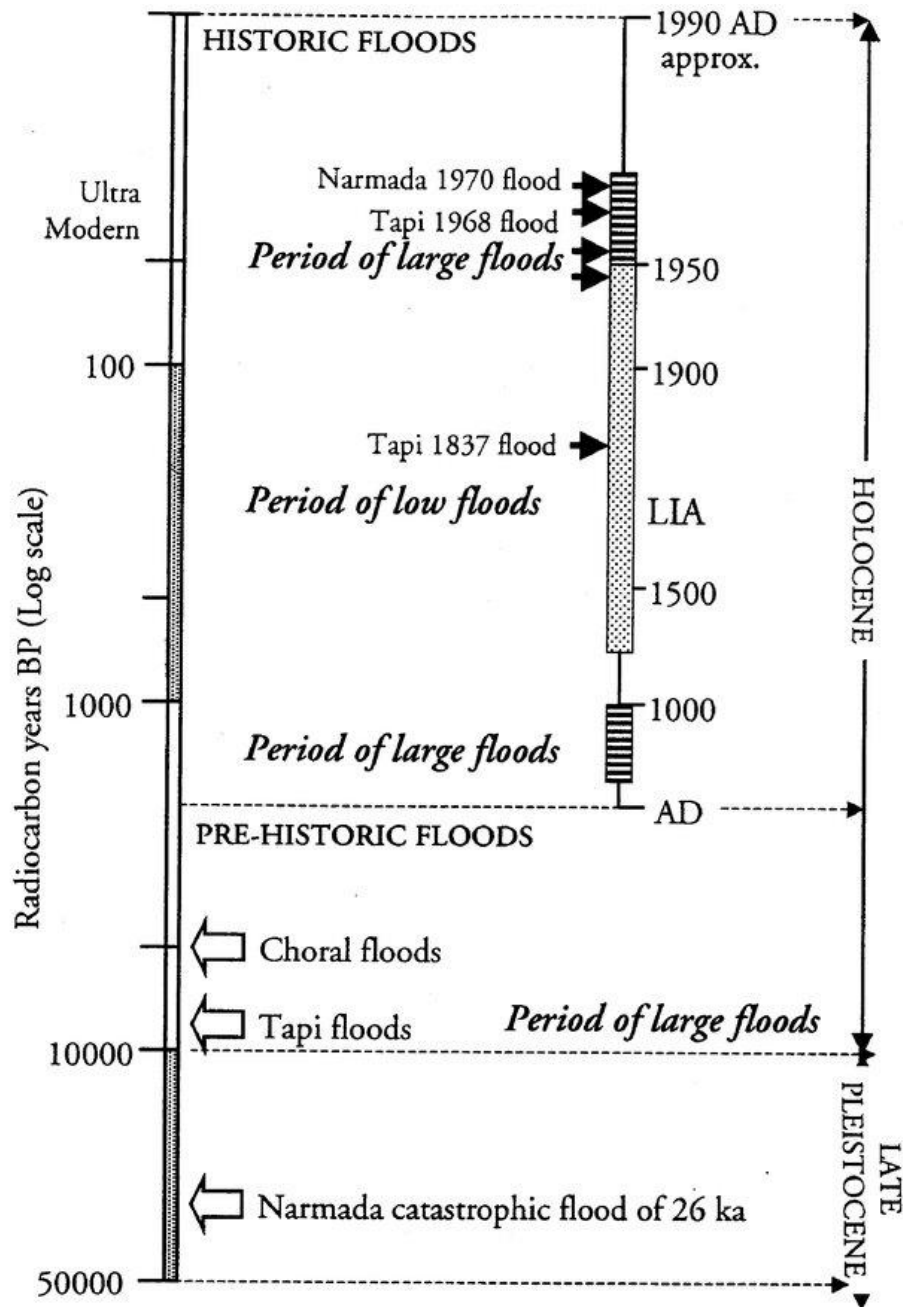 1990 AD
approx.
HISTORIC FLOODS
Narmada 1970 flood
Ultra
Modern
Tapi 1968 flood
Period of large floods
1950
100
1900
Tapi 1837 flood
Period of low floods
LIA
1500
HOLOCENE
Radiocarbon years BP (Log scale)
1000
1000
Period of large floods
AD
PRE-HISTORIC FLOODS
Choral floods
Tapi floods
Period of large floods
10000
LATE
PLEISTOCENE
Narmada catastrophic flood of 26 ka
50000